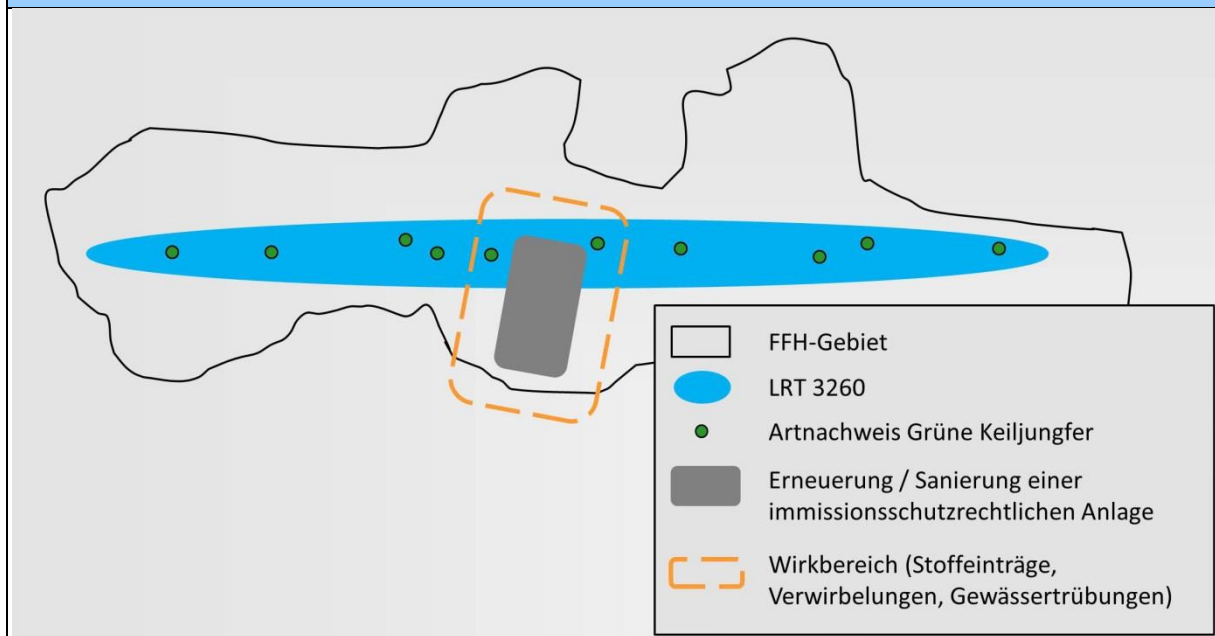 FFH-Gebiet
LRT 3260
Artnachweis Grüne Keiljungfer
Erneuerung / Sanierung einer
immissionsschutzrechtlichen Anlage
Wirkbereich (Stoffeinträge,
Verwirbelungen, Gewässertrübungen)